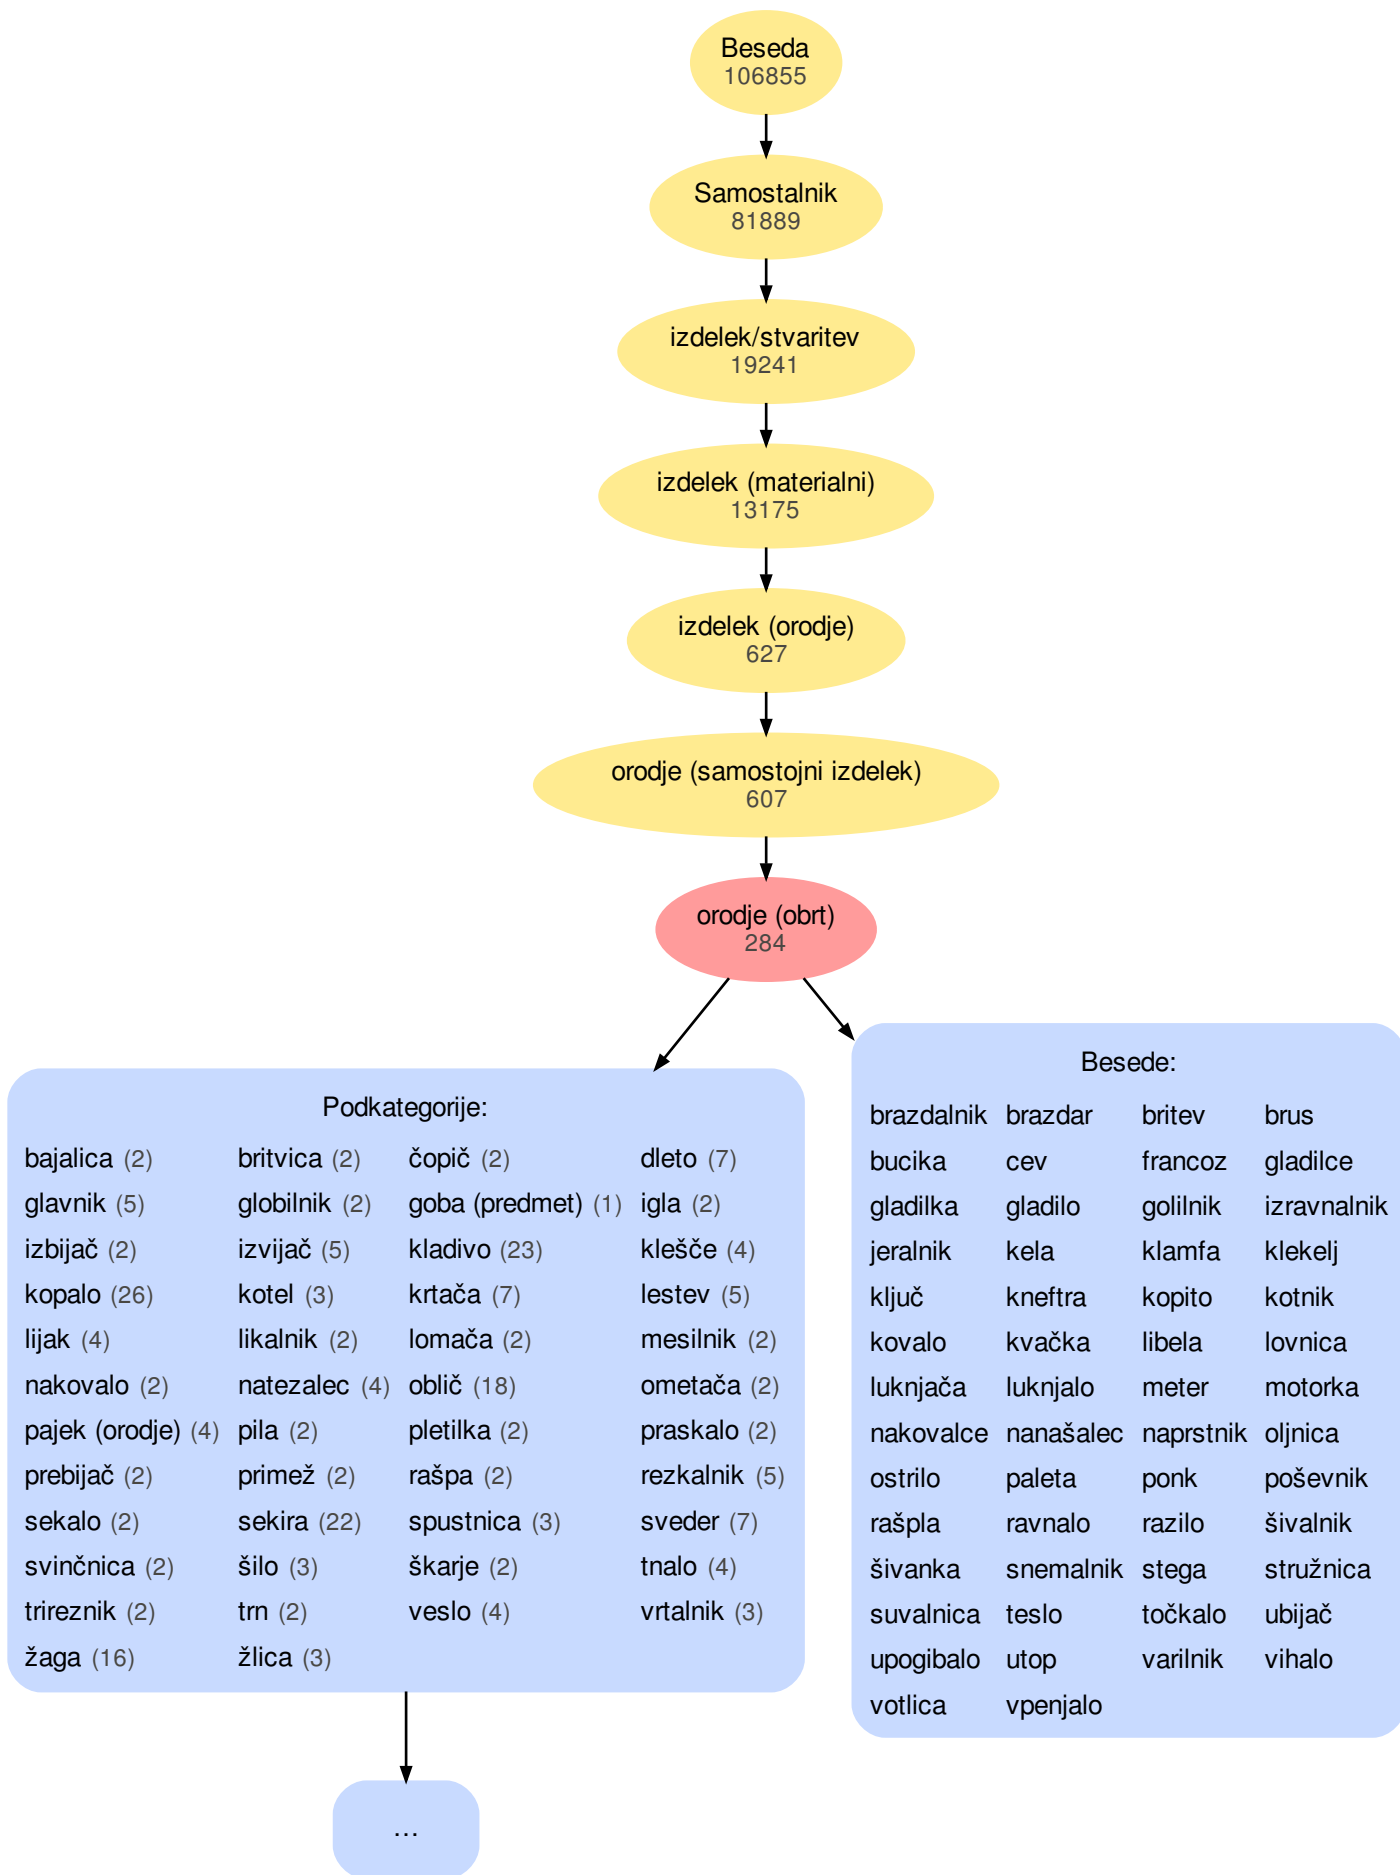 Beseda
106855
Samostalnik
81889
izdelek/stvaritev
19241
izdelek (materialni)
13175
izdelek (orodje)
627
orodje (samostojni izdelek)
607
orodje (obrt)
284
Podkategorije:
bajalica (2) britvica (2) čopič (2) dleto (7)
glavnik (5) globilnik (2) goba (predmet) (1) igla (2)
izbijač (2) izvijač (5) kladivo (23) klešče (4)
kopalo (26) kotel (3) krtača (7) lestev (5)
lijak (4) likalnik (2) lomača (2) mesilnik (2)
nakovalo (2) natezalec (4) oblič (18) ometača (2)
pajek (orodje) (4) pila (2) pletilka (2) praskalo (2)
prebijač (2) primež (2) rašpa (2) rezkalnik (5)
sekalo (2) sekira (22) spustnica (3) sveder (7)
svinčnica (2) šilo (3) škarje (2) tnalo (4)
trireznik (2) trn (2) veslo (4) vrtalnik (3)
žaga (16) žlica (3)
Besede:
brazdalnik brazdar britev brus
bucika cev francoz gladilce
gladilka gladilo golilnik izravnalnik
jeralnik kela klamfa klekelj
ključ kneftra kopito kotnik
kovalo kvačka libela lovnica
luknjača luknjalo meter motorka
nakovalce nanašalec naprstnik oljnica
ostrilo paleta ponk poševnik
rašpla ravnalo razilo šivalnik
šivanka snemalnik stega stružnica
suvalnica teslo točkalo ubijač
upogibalo utop varilnik vihalo
votlica vpenjalo
...